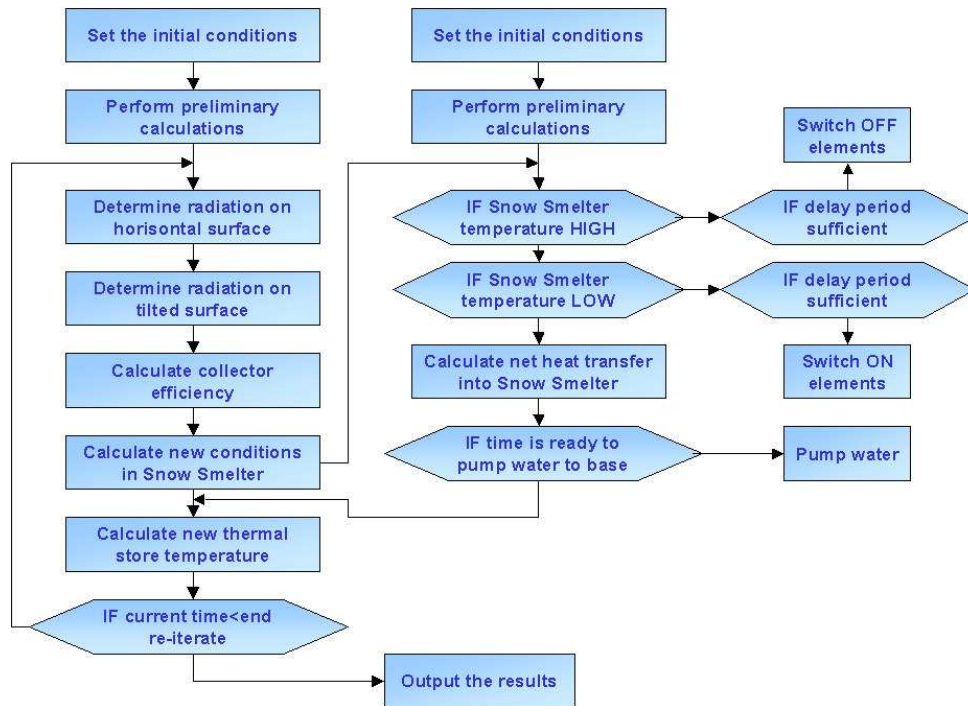 Set the initial conditions
Perform preliminary
calculations
Determine radiation on
horisontal surface
Determine radiation on
tilted surface
Calculate collector
efficiency
Calculate new conditions
in Snow Smelter
Calculate new thermal
store temperature
IF current time<end
re-iterate
Output the results
Set the initial conditions
Perform preliminary
calculations
IF Snow Smelter
temperature HIGH
IF Snow Smelter
temperature LOW
Calculate net heat transfer
into Snow Smelter
IF time is ready to
pump water to base
Switch OFF
elements
IF delay period
sufficient
IF delay period
sufficient
Switch ON
elements
Pump water